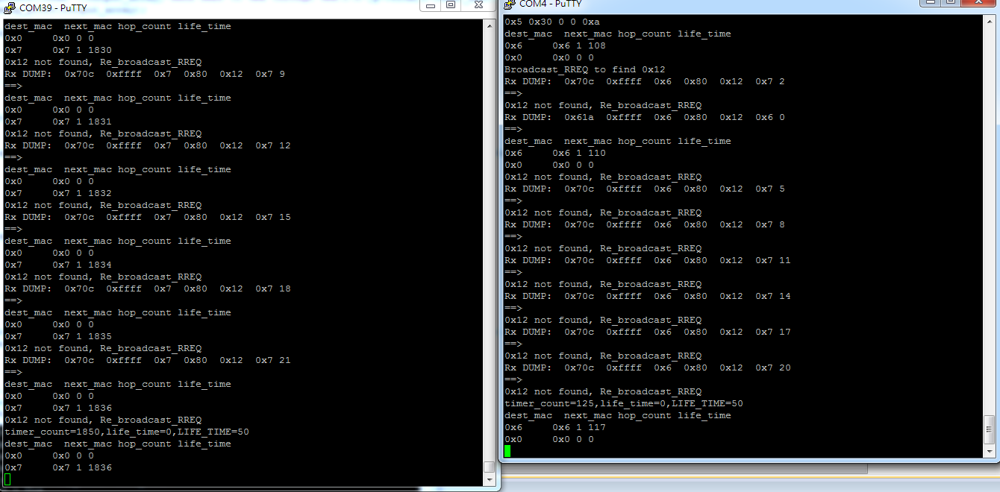 COM39 - PuTTY
dest_mac  next_mac hop_count life_time
0x0     0x0 0 0
0x7     0x7 1 1830
0x12 not found, Re_broadcast_RREQ
Rx DUMP:  0x70c  0xffff  0x7  0x80  0x12  0x7 9
==>
dest_mac  next_mac hop_count life_time
0x0     0x0 0 0
0x7     0x7 1 1831
0x12 not found, Re_broadcast_RREQ
Rx DUMP:  0x70c  0xffff  0x7  0x80  0x12  0x7 12
==>
dest_mac  next_mac hop_count life_time
0x0     0x0 0 0
0x7     0x7 1 1832
0x12 not found, Re_broadcast_RREQ
Rx DUMP:  0x70c  0xffff  0x7  0x80  0x12  0x7 15
==>
dest_mac  next_mac hop_count life_time
0x0     0x0 0 0
0x7     0x7 1 1834
0x12 not found, Re_broadcast_RREQ
Rx DUMP:  0x70c  0xffff  0x7  0x80  0x12  0x7 18
==>
dest_mac  next_mac hop_count life_time
0x0     0x0 0 0
0x7     0x7 1 1835
0x12 not found, Re_broadcast_RREQ
Rx DUMP:  0x70c  0xffff  0x7  0x80  0x12  0x7 21
==>
dest_mac  next_mac hop_count life_time
0x0     0x0 0 0
0x7     0x7 1 1836
0x12 not found, Re_broadcast_RREQ
timer_count=1850,life_time=0,LIFE_TIME=50
dest_mac  next_mac hop_count life_time
0x0     0x0 0 0
0x7     0x7 1 1836
COM4 - PuTTY
0x5 0x30 0 0 0xa
dest_mac  next_mac hop_count life_time
0x6     0x6 1 108
0x0     0x0 0 0
Broadcast_RREQ to find 0x12
Rx DUMP:  0x70c  0xffff  0x6  0x80  0x12  0x7 2
==>
0x12 not found, Re_broadcast_RREQ
Rx DUMP:  0x61a  0xffff  0x6  0x80  0x12  0x6 0
==>
dest_mac  next_mac hop_count life_time
0x6     0x6 1 110
0x0     0x0 0 0
0x12 not found, Re_broadcast_RREQ
Rx DUMP:  0x70c  0xffff  0x6  0x80  0x12  0x7 5
==>
0x12 not found, Re_broadcast_RREQ
Rx DUMP:  0x70c  0xffff  0x6  0x80  0x12  0x7 8
==>
0x12 not found, Re_broadcast_RREQ
Rx DUMP:  0x70c  0xffff  0x6  0x80  0x12  0x7 11
==>
0x12 not found, Re_broadcast_RREQ
Rx DUMP:  0x70c  0xffff  0x6  0x80  0x12  0x7 14
==>
0x12 not found, Re_broadcast_RREQ
Rx DUMP:  0x70c  0xffff  0x6  0x80  0x12  0x7 17
==>
0x12 not found, Re_broadcast_RREQ
Rx DUMP:  0x70c  0xffff  0x6  0x80  0x12  0x7 20
==>
0x12 not found, Re_broadcast_RREQ
timer_count=125,life_time=0,LIFE_TIME=50
dest_mac  next_mac hop_count life_time
0x6     0x6 1 117
0x0     0x0 0 0